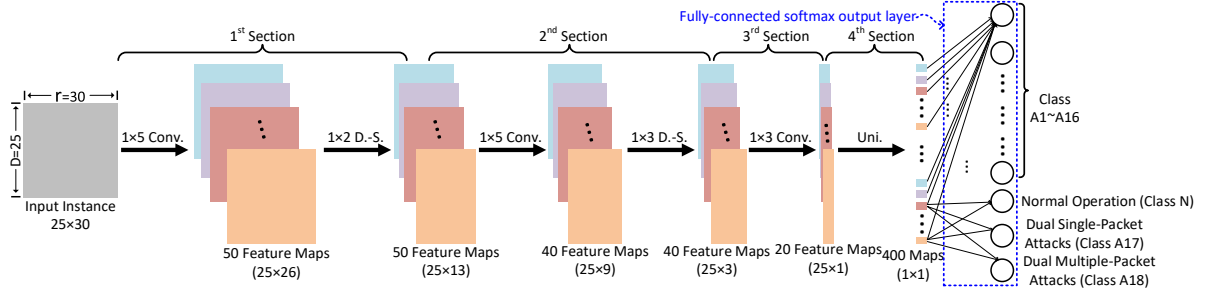 Fully-connected softmax output layer
1st Section
2nd Section
3rd Section
4th Section
r=30
D=25
1×5 Conv.
1×2 D.-S.
1×5 Conv.
1×3 D.-S.
1×3 Conv.
Uni.
Class
A1~A16
Input Instance
25×30
50 Feature Maps
(25×26)
50 Feature Maps
(25×13)
40 Feature Maps
(25×9)
40 Feature Maps
(25×3)
20 Feature Maps
(25×1)
400 Maps
(1×1)
Normal Operation (Class N)
Dual Single-Packet
Attacks (Class A17)
Dual Multiple-Packet
Attacks (Class A18)